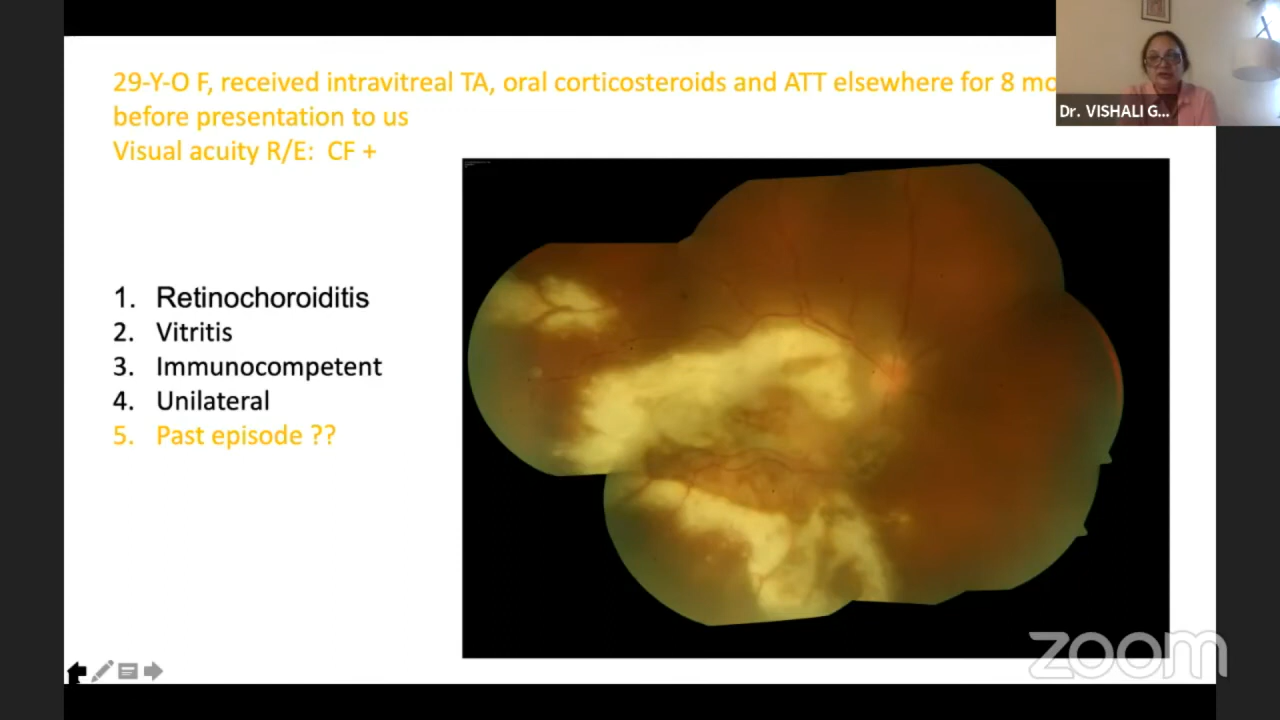 29-Y-O F, received intravitreal TA, oral corticosteroids and ATT elsewhere for 8 mo
before presentation to us
Visual acuity R/E: CF +
Dr. VISHALI G...
1. Retinochoroiditis
2. Vitritis
3. Immunocompetent
4. Unilateral
5. Past episode ??
zoom